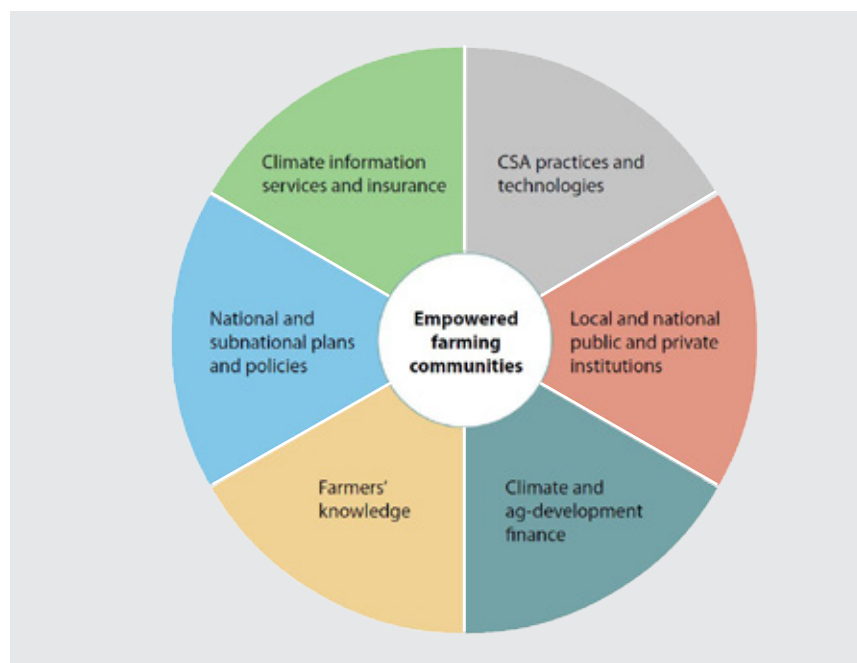 Climate information
services and insurance
CSA practices and
technologies
National and
subnational plans
and policies
Empowered
farming
communities
Local and national
public and private
institutions
Farmers’
knowledge
Climate and
ag-development
finance